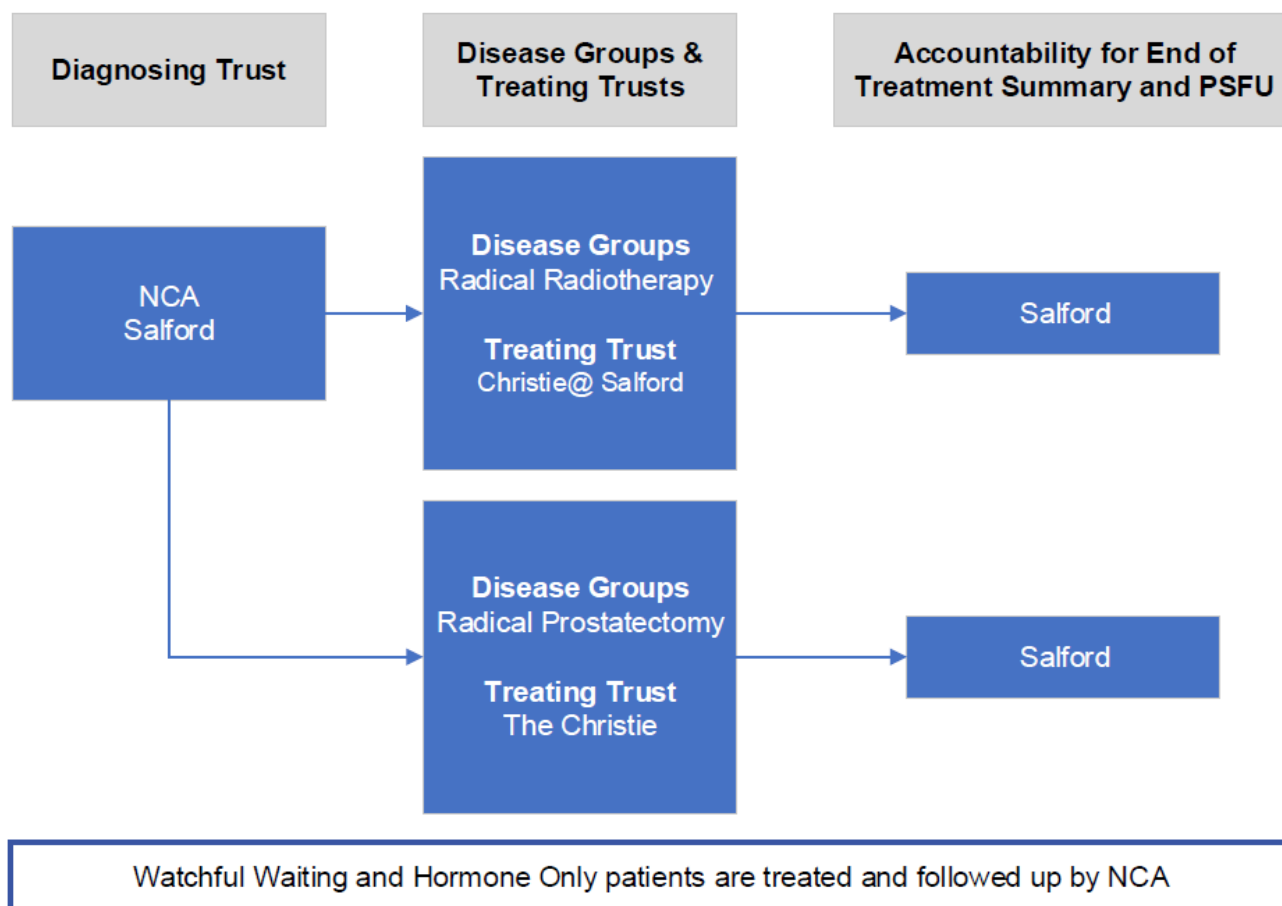 Diagnosing Trust
Disease Groups &
Treating Trusts
Accountability for End of
Treatment Summary and PSFU
NCA
Salford
Disease Groups
Radical Radiotherapy
Treating Trust
Christie@ Salford
Salford
Disease Groups
Radical Prostatectomy
Treating Trust
The Christie
Salford
Watchful Waiting and Hormone Only patients are treated and followed up by NCA